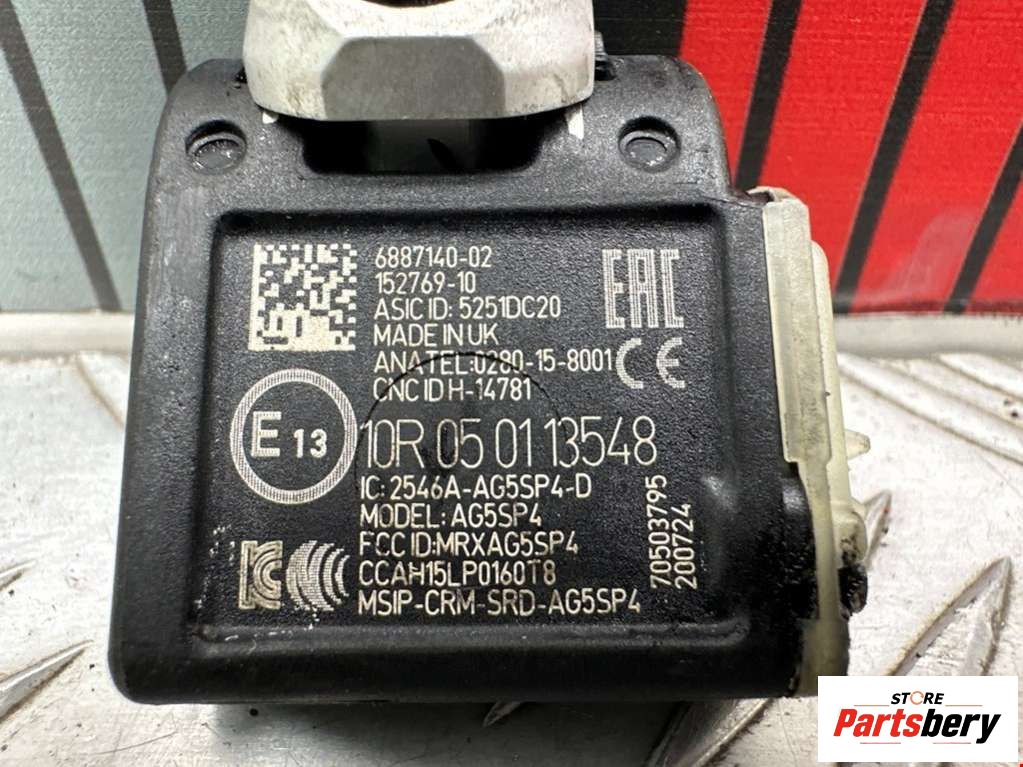 6887140-02
152769-10
ASIC ID: 5251DC20
MADE IN UK
ANATEL:0280-15-8001
CNC ID H-14781
EAC
CE
E 13
10R 05 01 13548
IC: 2546A-AG5SP4-D
MODEL: AG5SP4
FCC ID:MRXAG5SP4
CCAH15LP0160T8
MSIP-CRM-SRD-AG5SP4
70503795
200724
STORE
Partsbery